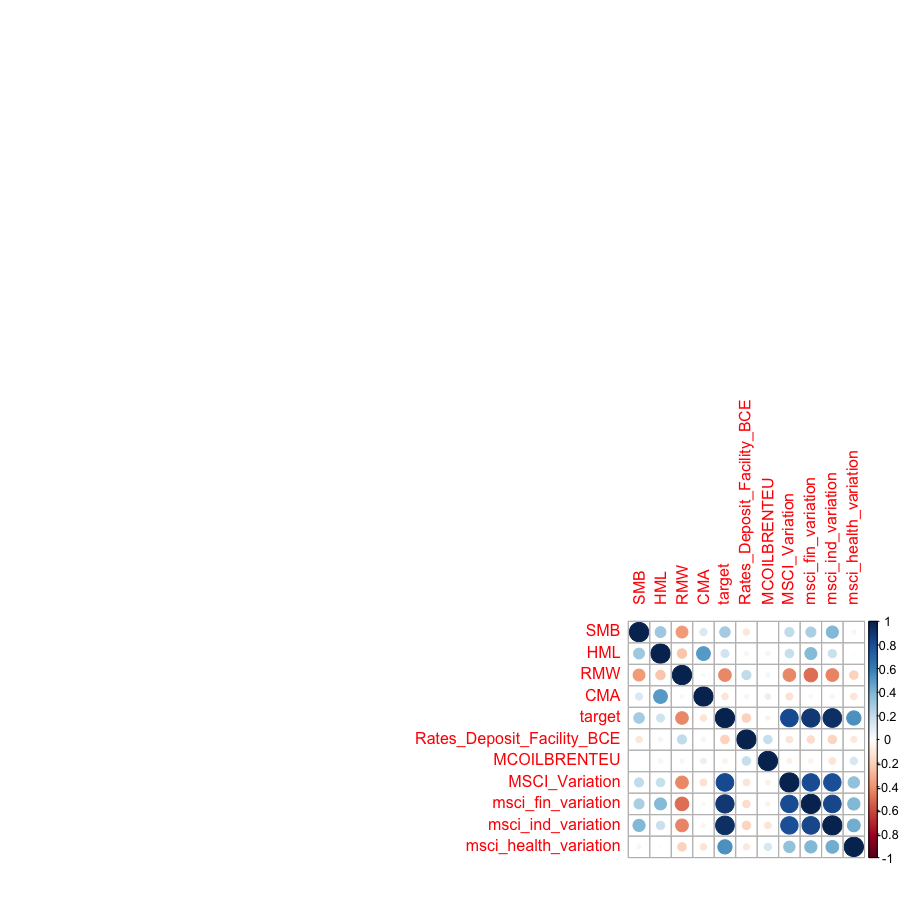 SMB
HML
RMW
CMA
target
Rates_Deposit_Facility_BCE
MCOILBRENTEU
MSCI_Variation
msci_fin_variation
msci_ind_variation
msci_health_variation
SMB
HML
RMW
CMA
target
Rates_Deposit_Facility_BCE
MCOILBRENTEU
MSCI_Variation
msci_fin_variation
msci_ind_variation
msci_health_variation
1
0.8
0.6
0.4
0.2
0
-0.2
-0.4
-0.6
-0.8
-1